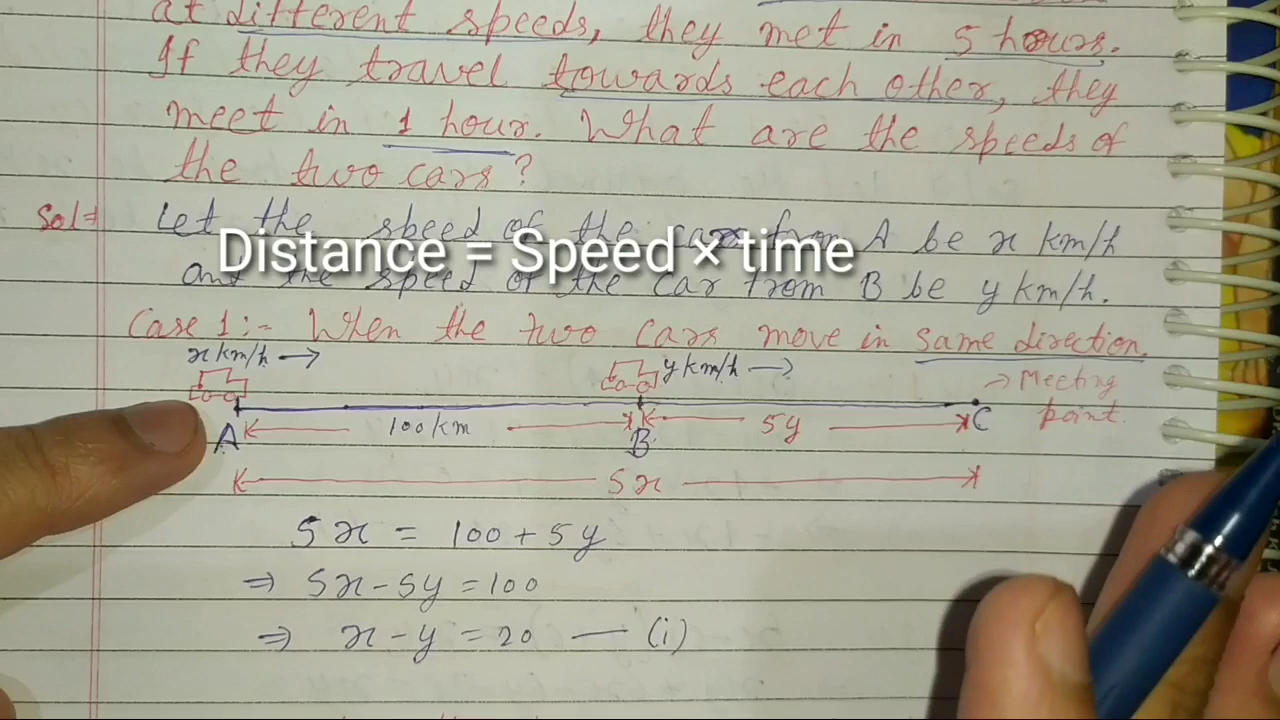 at different speeds, they met in 5 hours.
If they travel towards each other, they
meet in 1 hour. What are the speeds of
the two cars?
Sol= Let the speed of the car from A be x km/h
Distance = Speed × time
and the speed of the car from B be y km/h.
Case 1:- When the two cars move in same direction.
x km/h → y km/h → → Meeting
100 km 5y C point.
A B
5x
5x = 100 + 5y
⇒ 5x - 5y = 100
⇒ x - y = 20 — (i)